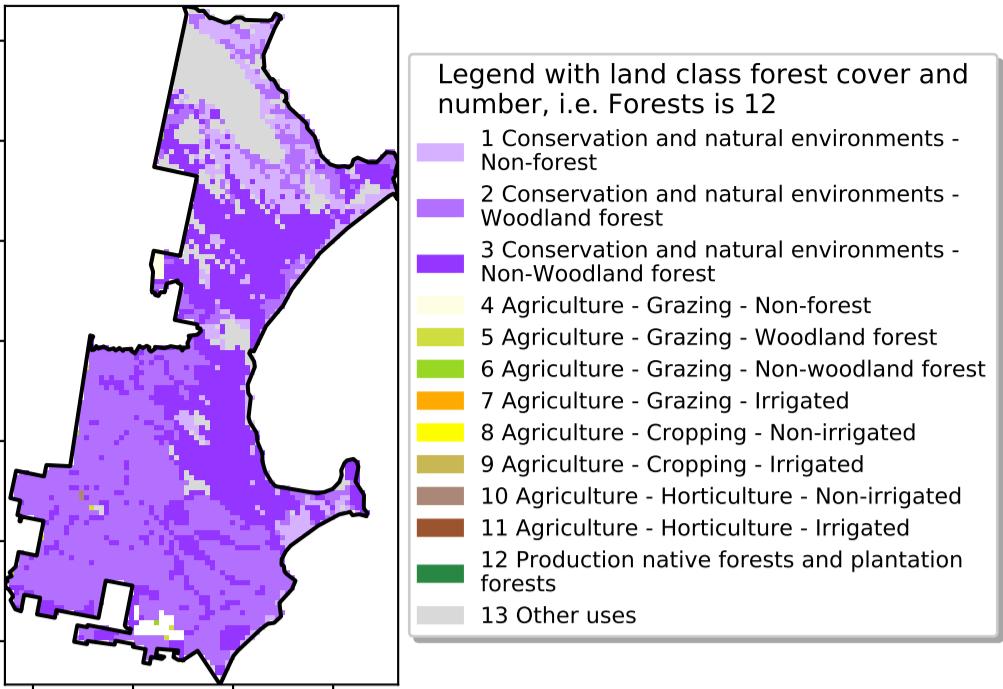 Legend with land class forest cover and
number, i.e. Forests is 12
1 Conservation and natural environments -
Non-forest
2 Conservation and natural environments -
Woodland forest
3 Conservation and natural environments -
Non-Woodland forest
4 Agriculture - Grazing - Non-forest
5 Agriculture - Grazing - Woodland forest
6 Agriculture - Grazing - Non-woodland forest
7 Agriculture - Grazing - Irrigated
8 Agriculture - Cropping - Non-irrigated
9 Agriculture - Cropping - Irrigated
10 Agriculture - Horticulture - Non-irrigated
11 Agriculture - Horticulture - Irrigated
12 Production native forests and plantation
forests
13 Other uses